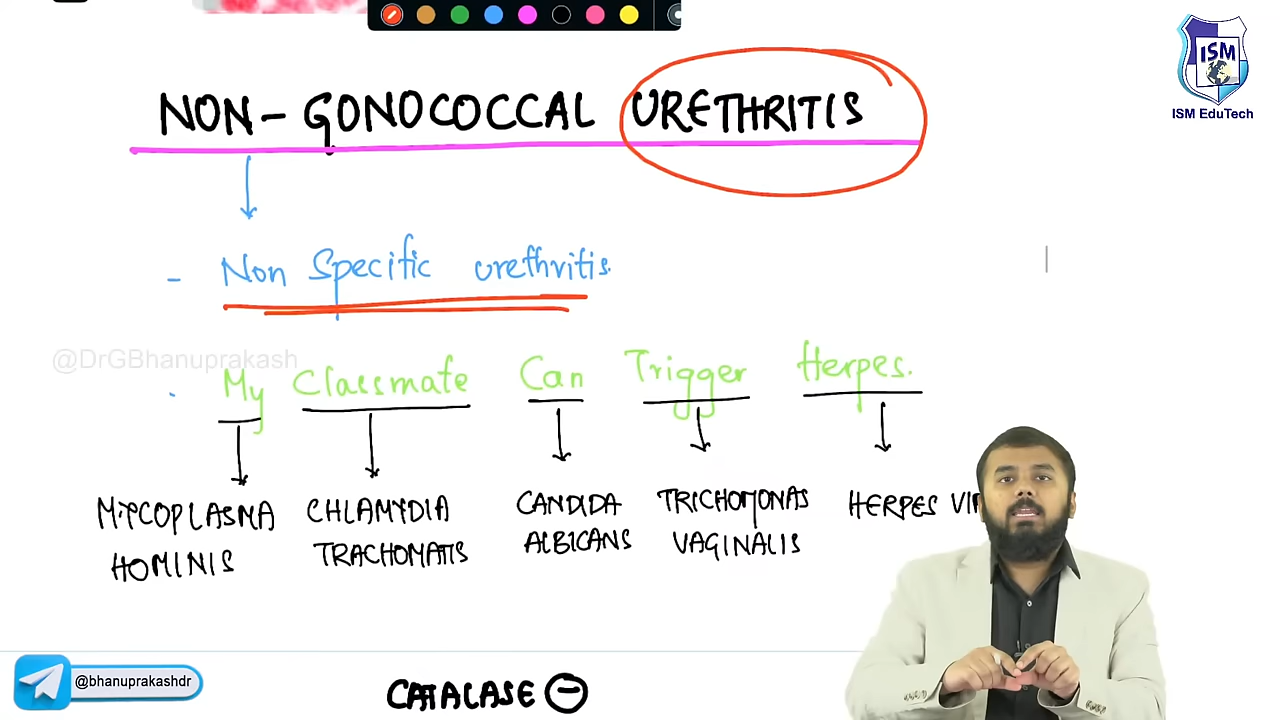 ISM
ISM EduTech
NON-GONOCOCCAL URETHRITIS
- Non Specific urethritis.
@DrGBhanuprakash
My Classmate Can Trigger Herpes.
MYCOPLASMA CHLAMYDIA CANDIDA TRICHOMONAS HERPES
HOMINIS TRACHOMATIS ALBICANS VAGINALIS
@bhanuprakashdr
CATALASE -